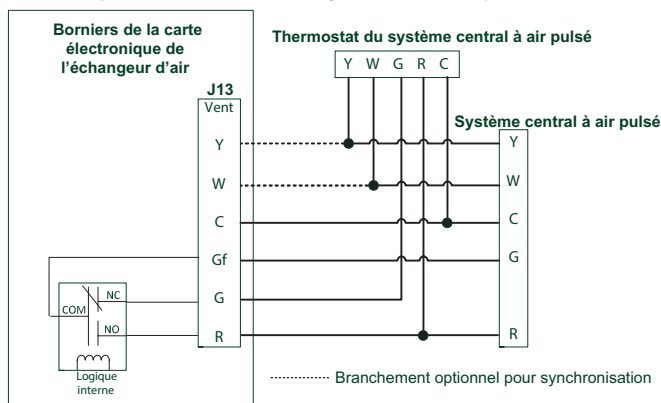 Borniers de la carte
électronique de
l'échangeur d'air
Thermostat du système central à air pulsé
Y W G R C
J13
Vent
Y
W
C
Gf
G
R
Système central à air pulsé
Y
W
C
G
R
COM
NC
NO
Logique
interne
Branchement optionnel pour synchronisation